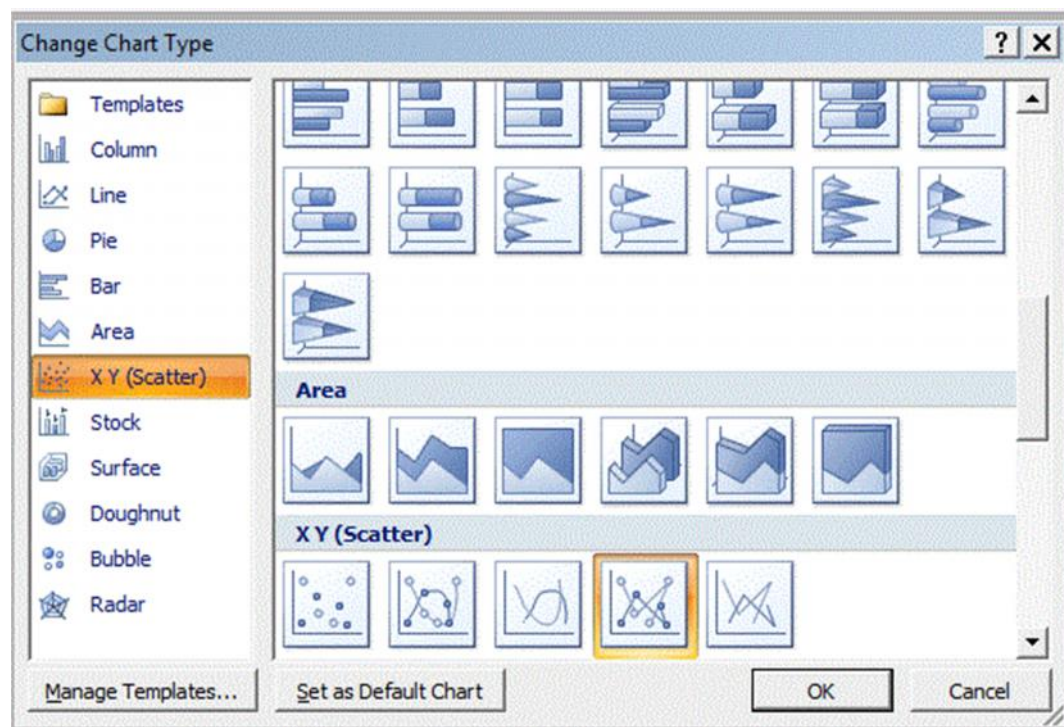 Change Chart Type
Templates
Column
Line
Pie
Bar
Area
X Y (Scatter)
Stock
Surface
Doughnut
Bubble
Radar
Area
X Y (Scatter)
Manage Templates...
Set as Default Chart
OK
Cancel